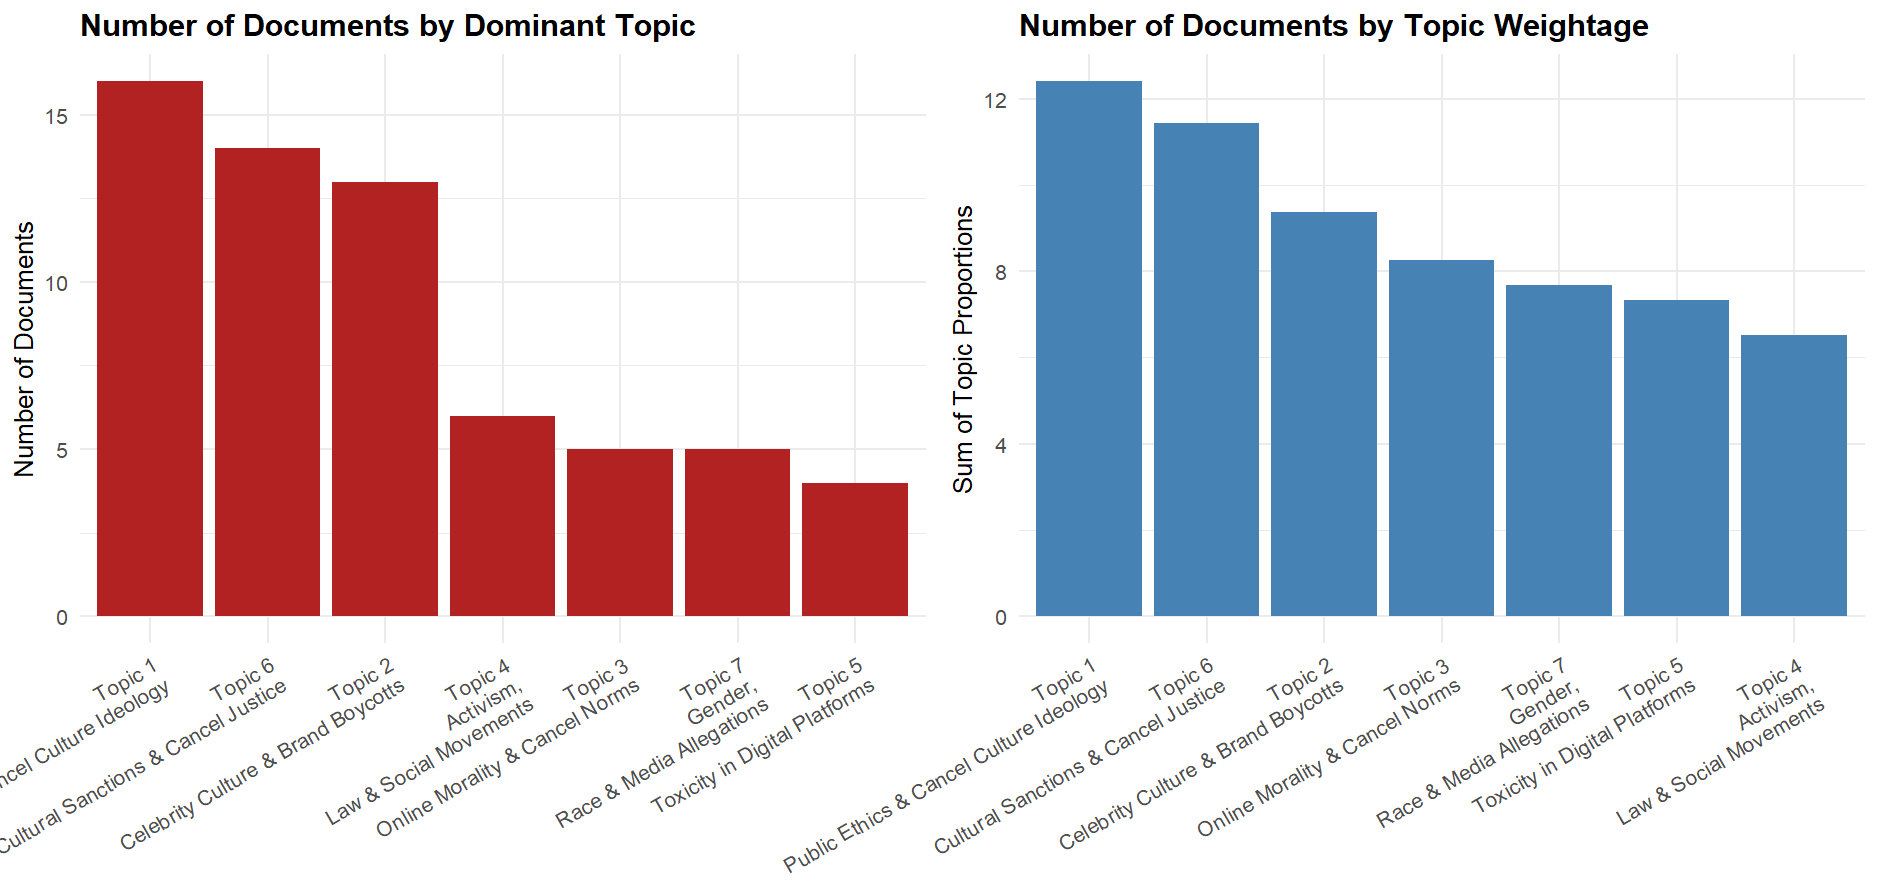 Number of Documents by Dominant Topic
Number of Documents
15
10
5
0
Topic 1
ncel Culture Ideology
Topic 6
Cultural Sanctions & Cancel Justice
Topic 2
Celebrity Culture & Brand Boycotts
Topic 4
Activism,
Law & Social Movements
Topic 3
Online Morality & Cancel Norms
Topic 7
Gender,
Race & Media Allegations
Topic 5
Toxicity in Digital Platforms
Number of Documents by Topic Weightage
Sum of Topic Proportions
12
8
4
0
Topic 1
Public Ethics & Cancel Culture Ideology
Topic 6
Cultural Sanctions & Cancel Justice
Topic 2
Celebrity Culture & Brand Boycotts
Topic 3
Online Morality & Cancel Norms
Topic 7
Gender,
Race & Media Allegations
Topic 5
Toxicity in Digital Platforms
Topic 4
Activism,
Law & Social Movements